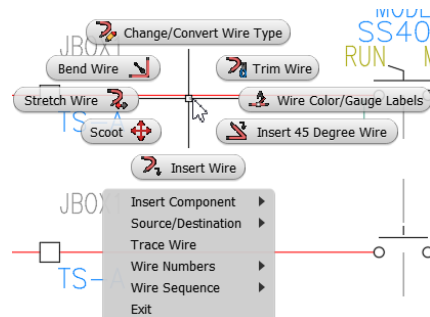 MODE
SS40
RUN M
JBOX1
Change/Convert Wire Type
Bend Wire
Trim Wire
Stretch Wire
Wire Color/Gauge Labels
TS-A
Scoot
Insert 45 Degree Wire
Insert Wire
JBOX1
Insert Component
Source/Destination
Trace Wire
TS-A
Wire Numbers
Wire Sequence
Exit